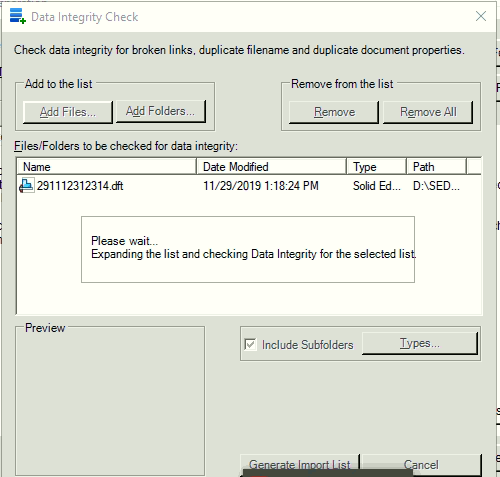 Data Integrity Check
Check data integrity for broken links, duplicate filename and duplicate document properties.
Add to the list
Add Files...
Add Folders...
Remove from the list
Remove
Remove All
Files/Folders to be checked for data integrity:
Name Date Modified Type Path
291112312314.dft 11/29/2019 1:18:24 PM Solid Ed... D:\SED...
Please wait...
Expanding the list and checking Data Integrity for the selected list.
Preview
Include Subfolders
Types...
Generate Import List
Cancel